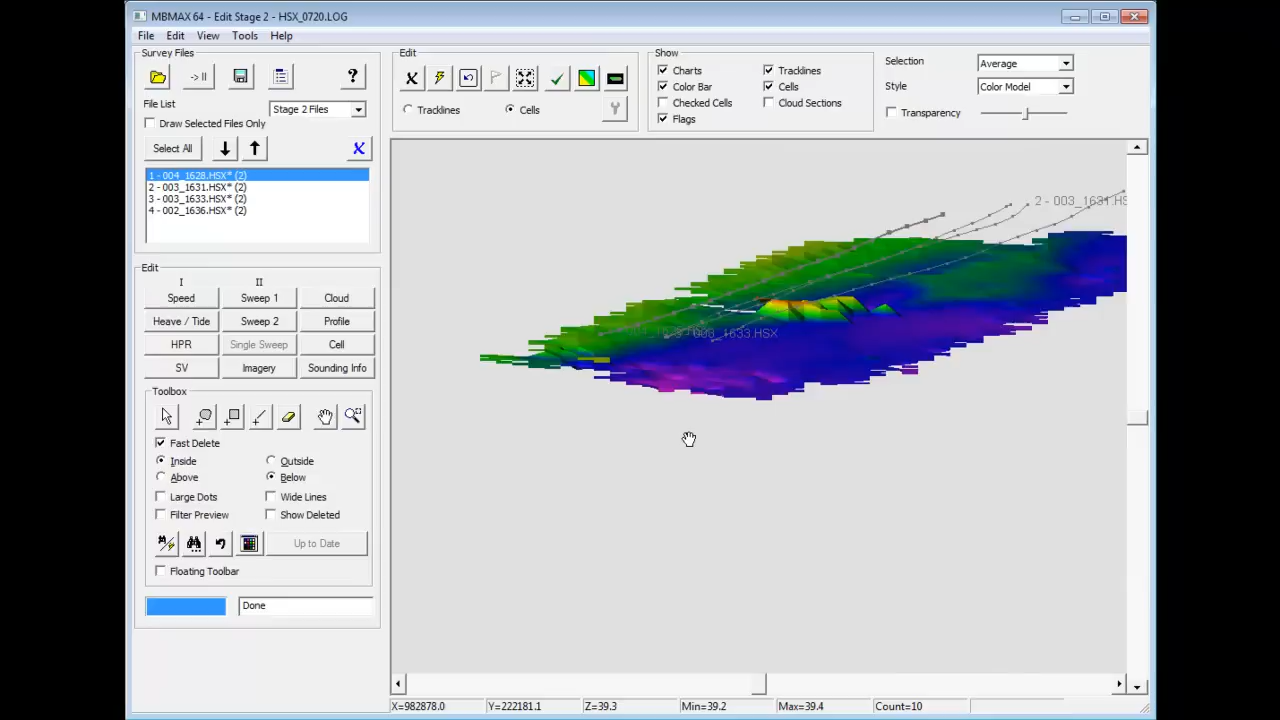 MBMAX 64 - Edit Stage 2 - HSX_0720.LOG
File Edit View Tools Help
Survey Files
-> II
?
File List
Stage 2 Files
Draw Selected Files Only
Select All
X
1 - 004_1628.HSX* (2)
2 - 003_1631.HSX* (2)
3 - 003_1633.HSX* (2)
4 - 002_1636.HSX* (2)
Edit
I II
Speed Sweep 1 Cloud
Heave / Tide Sweep 2 Profile
HPR Single Sweep Cell
SV Imagery Sounding Info
Toolbox
Fast Delete
Inside Outside
Above Below
Large Dots Wide Lines
Filter Preview Show Deleted
Up to Date
Floating Toolbar
Done
Edit
X
Tracklines Cells
Show
Charts Tracklines
Color Bar Cells
Checked Cells Cloud Sections
Flags
Selection Average
Style Color Model
Transparency
2 - 003_1631.HS
3 - 003_1633.HSX
X=982878.0 Y=222181.1 Z=39.3 Min=39.2 Max=39.4 Count=10